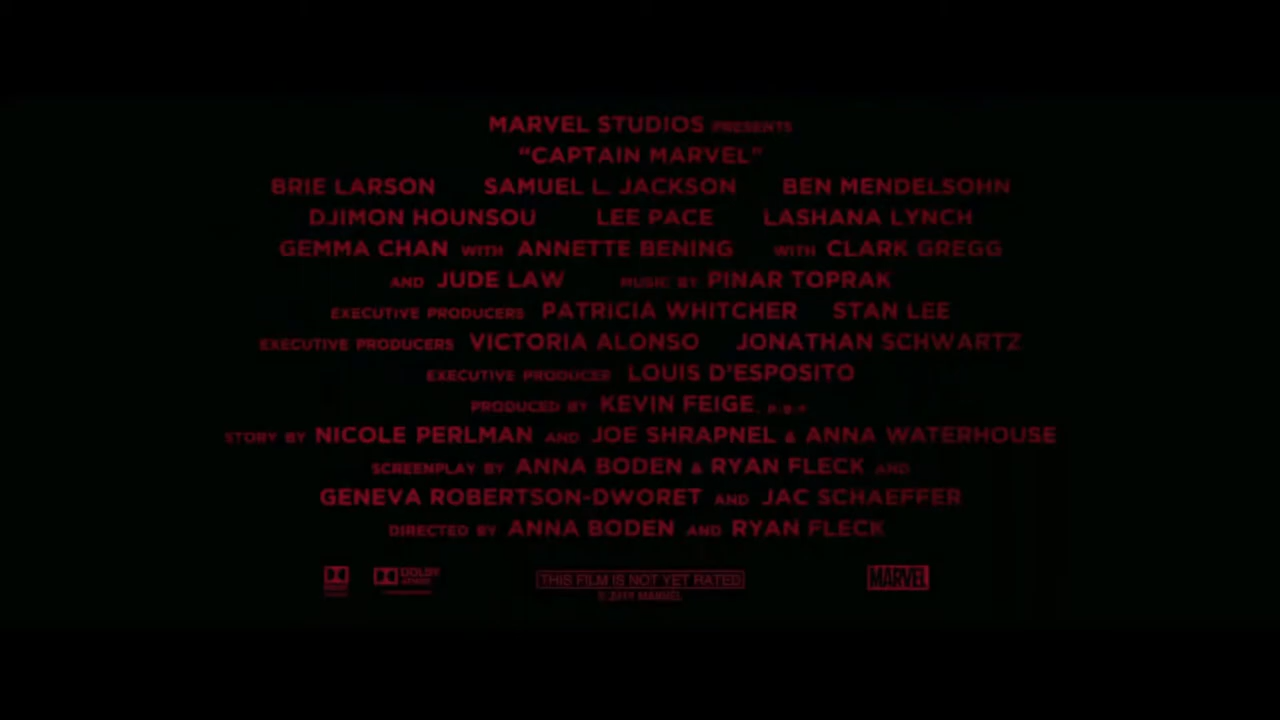 MARVEL STUDIOS PRESENTS
"CAPTAIN MARVEL"
BRIE LARSON SAMUEL L. JACKSON BEN MENDELSOHN
DJIMON HOUNSOU LEE PACE LASHANA LYNCH
GEMMA CHAN WITH ANNETTE BENING WITH CLARK GREGG
AND JUDE LAW MUSIC BY PINAR TOPRAK
EXECUTIVE PRODUCERS PATRICIA WHITCHER STAN LEE
EXECUTIVE PRODUCERS VICTORIA ALONSO JONATHAN SCHWARTZ
EXECUTIVE PRODUCER LOUIS D'ESPOSITO
PRODUCED BY KEVIN FEIGE, p.g.a
STORY BY NICOLE PERLMAN AND JOE SHRAPNEL & ANNA WATERHOUSE
SCREENPLAY BY ANNA BODEN & RYAN FLECK AND
GENEVA ROBERTSON-DWORET AND JAC SCHAEFFER
DIRECTED BY ANNA BODEN AND RYAN FLECK
DOLBY ATMOS THIS FILM IS NOT YET RATED MARVEL
© 2019 MARVEL